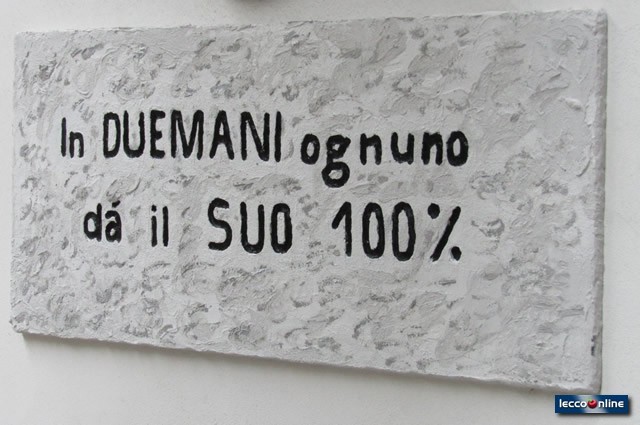 In DUEMANI ognuno
dá il SUO 100%
leccoonline